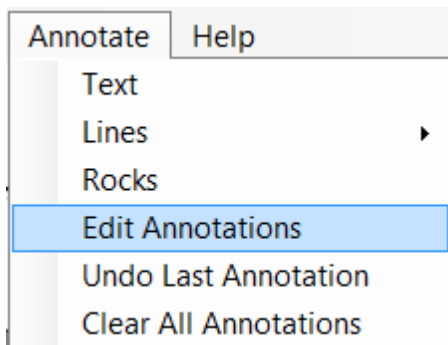 Annotate Help
Text
Lines
Rocks
Edit Annotations
Undo Last Annotation
Clear All Annotations